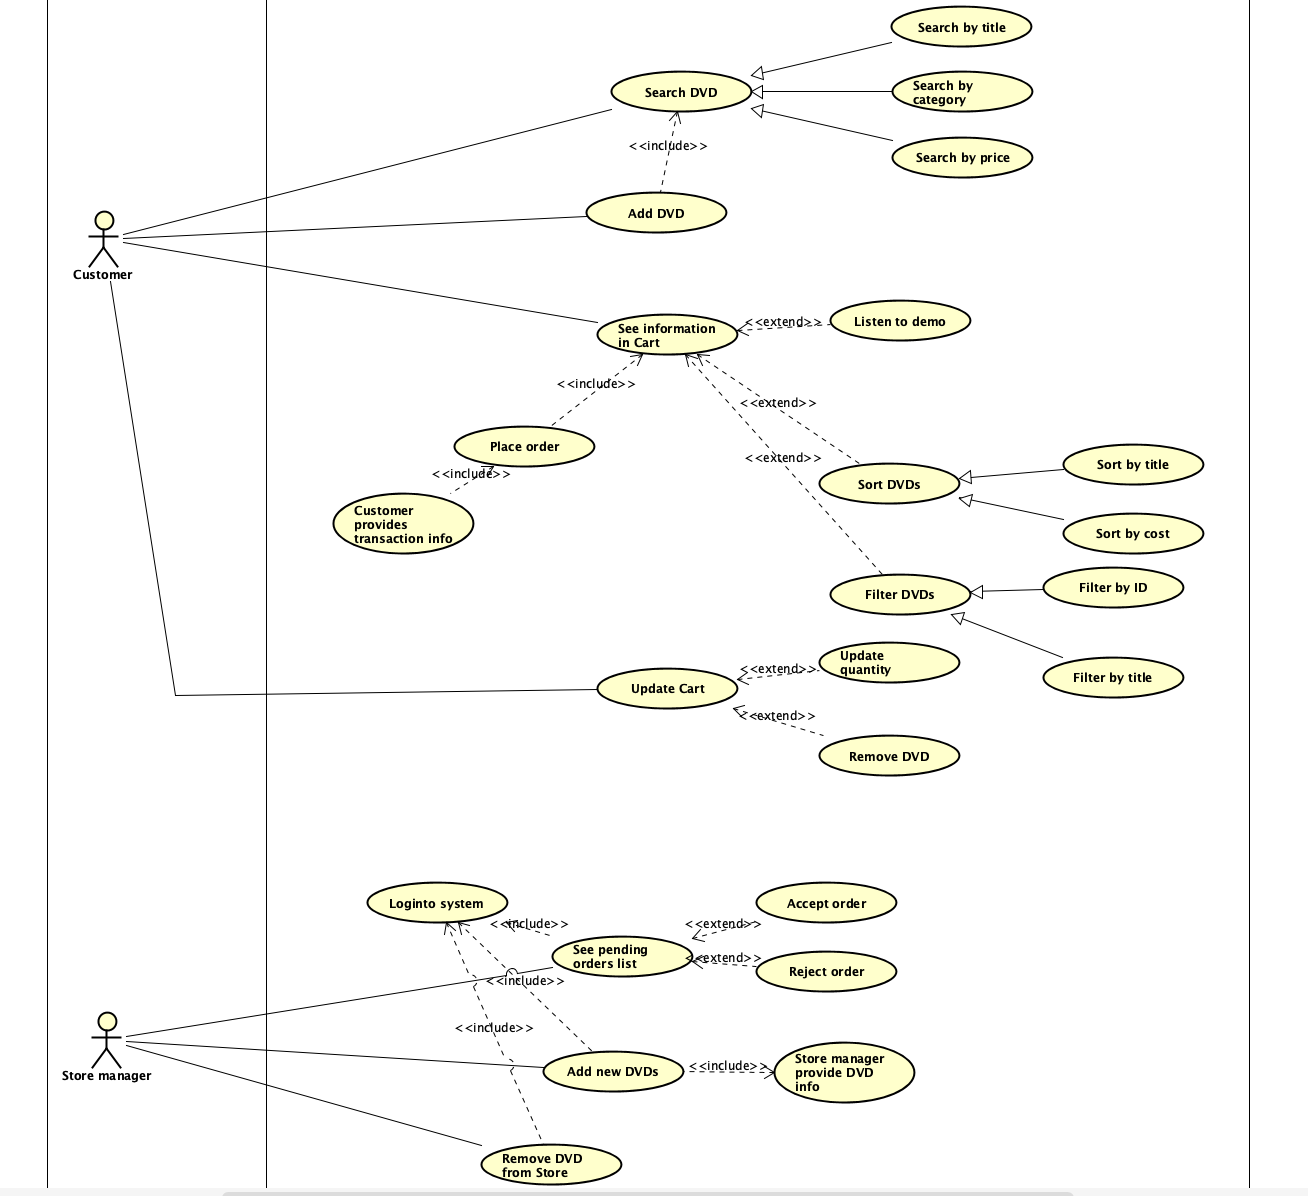 Search by title
Search DVD
Search by
category
<<include>>
Search by price
Add DVD
Customer
See information
in Cart
<<extend>>
Listen to demo
<<include>>
<<extend>>
Place order
<<extend>>
Sort by title
<<include>>
Sort DVDs
Customer
provides
transaction info
Sort by cost
Filter DVDs
Filter by ID
Update
quantity
<<extend>>
Filter by title
Update Cart
<<extend>>
Remove DVD
Loginto system
Accept order
<<include>>
<<extend>>
See pending
orders list
<<extend>>
Reject order
<<include>>
<<include>>
Store manager
Add new DVDs
<<include>>
Store manager
provide DVD
info
Remove DVD
from Store